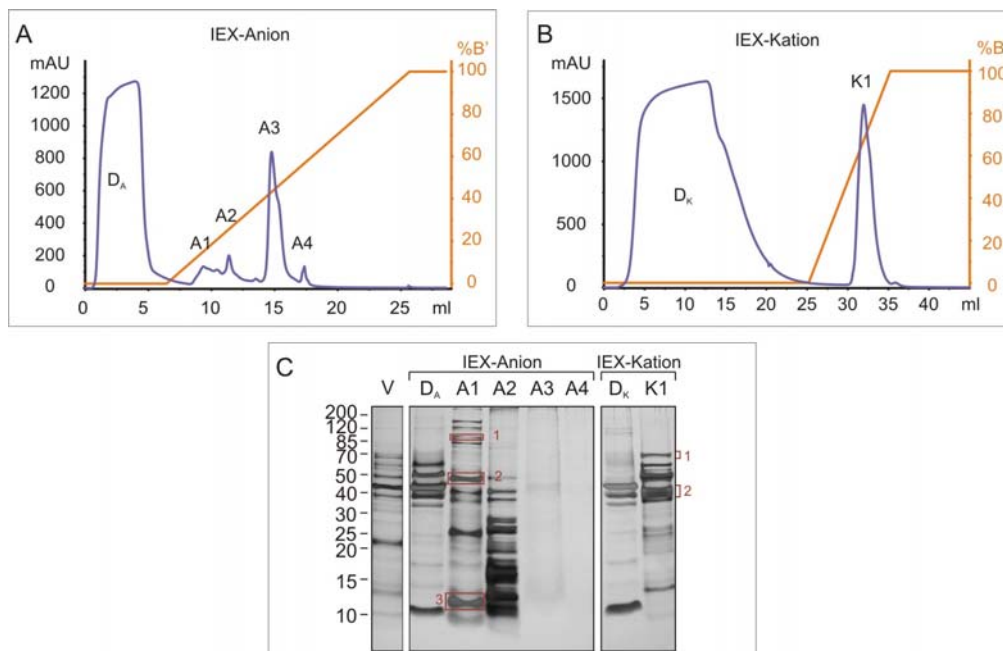 A
IEX-Anion
mAU
%B'
1200
1000
800
600
400
200
0
100
80
60
40
20
0
D_A
A1
A2
A3
A4
0 5 10 15 20 25 ml
B
IEX-Kation
mAU
%B'
1500
1000
500
0
100
80
60
40
20
0
D_K
K1
0 5 10 15 20 25 30 35 40 ml
C
IEX-Anion IEX-Kation
V D_A A1 A2 A3 A4 D_K K1
200
120
85
70
50
40
30
25
20
15
10
1
2
3
1
2